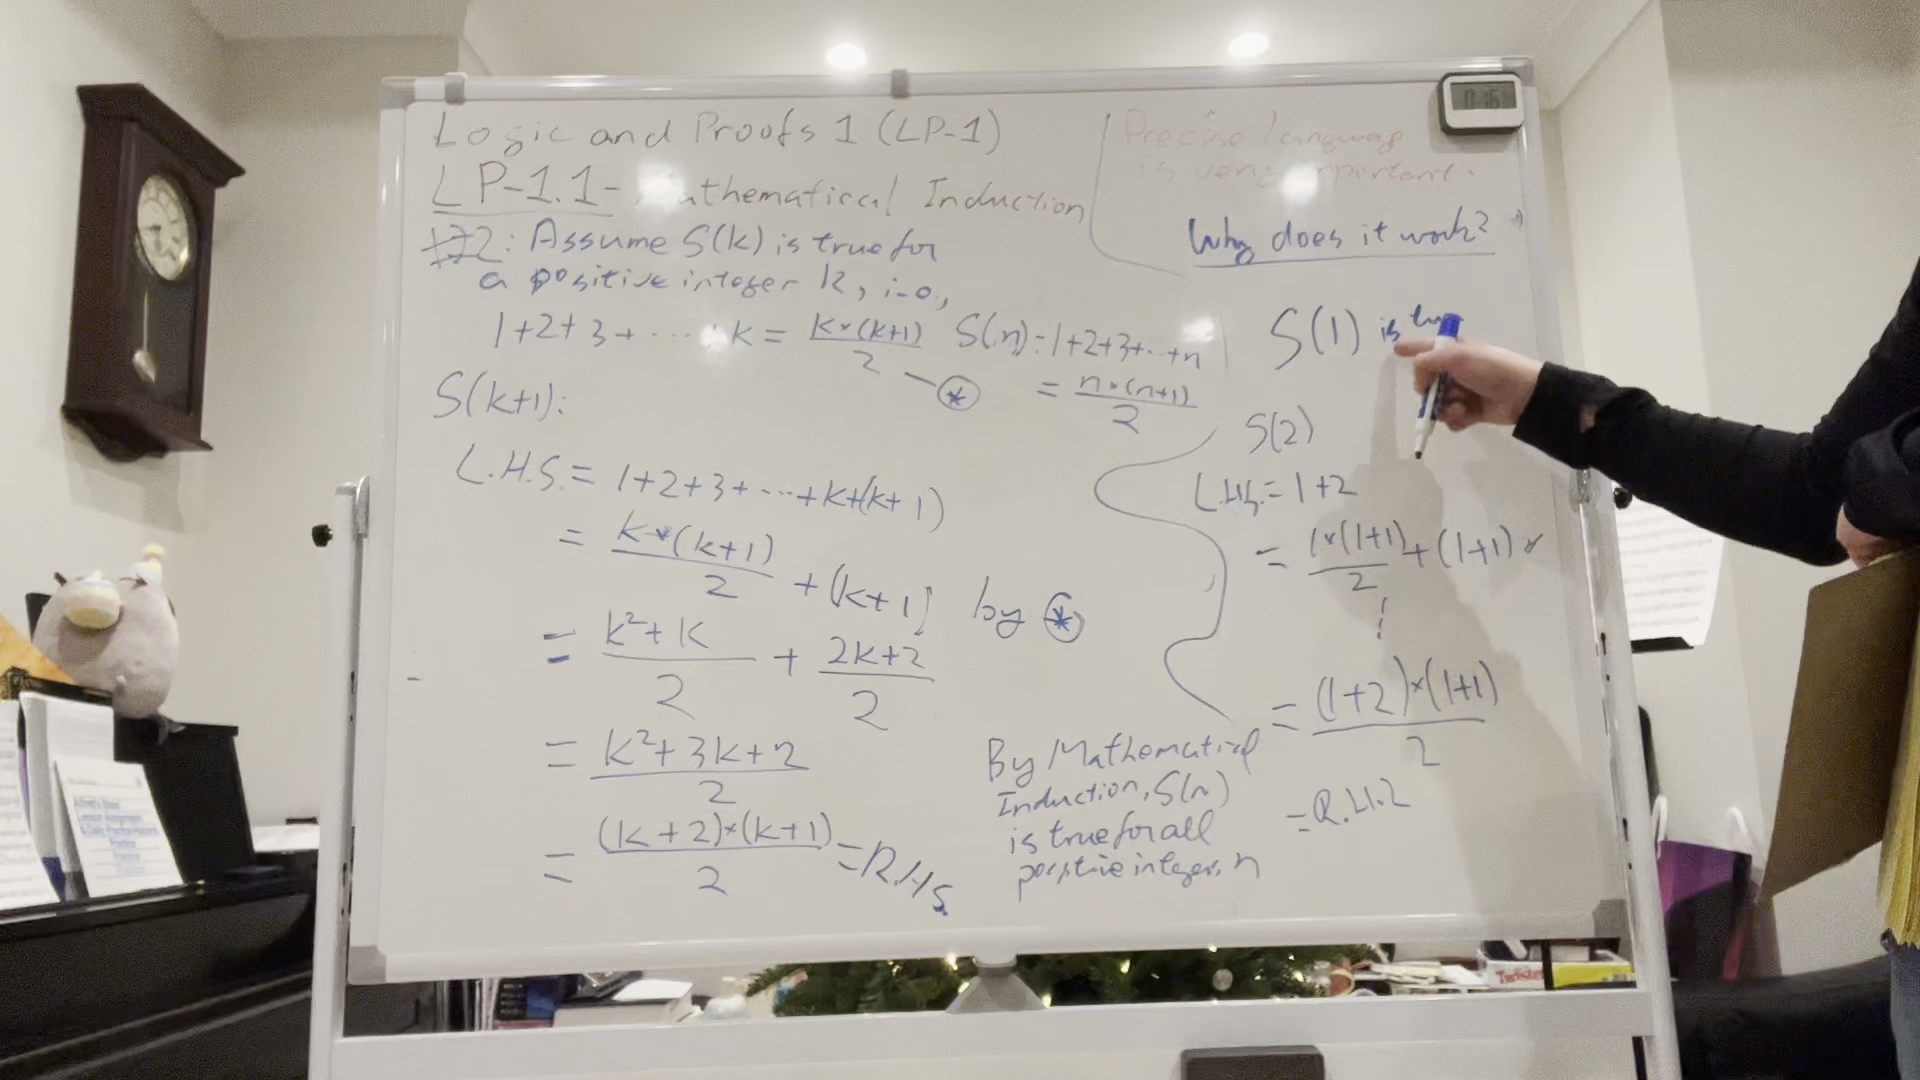 Logic and Proofs 1 (LP-1)
LP-1.1- Mathematical Induction
#2: Assume S(k) is true for
a positive integer k, i.e.,
1+2+3+ ···· +k = k×(k+1) / 2 —⊛
S(n):1+2+3+···+n
= n×(n+1) / 2
S(k+1):
L.H.S.= 1+2+3+···+k+(k+1)
= k×(k+1) / 2 + (k+1) by ⊛
= k²+k / 2 + 2k+2 / 2
= k²+3k+2 / 2
= (k+2)×(k+1) / 2 =R.H.S.
By Mathematical
Induction, S(n)
is true for all
positive integers n
Precise language
is very important.
Why does it work?
S(1) is
S(2)
L.H.S.= 1+2
= 1×(1+1) / 2 + (1+1)
= (1+2)×(1+1) / 2
=R.H.S
0:16
Twister